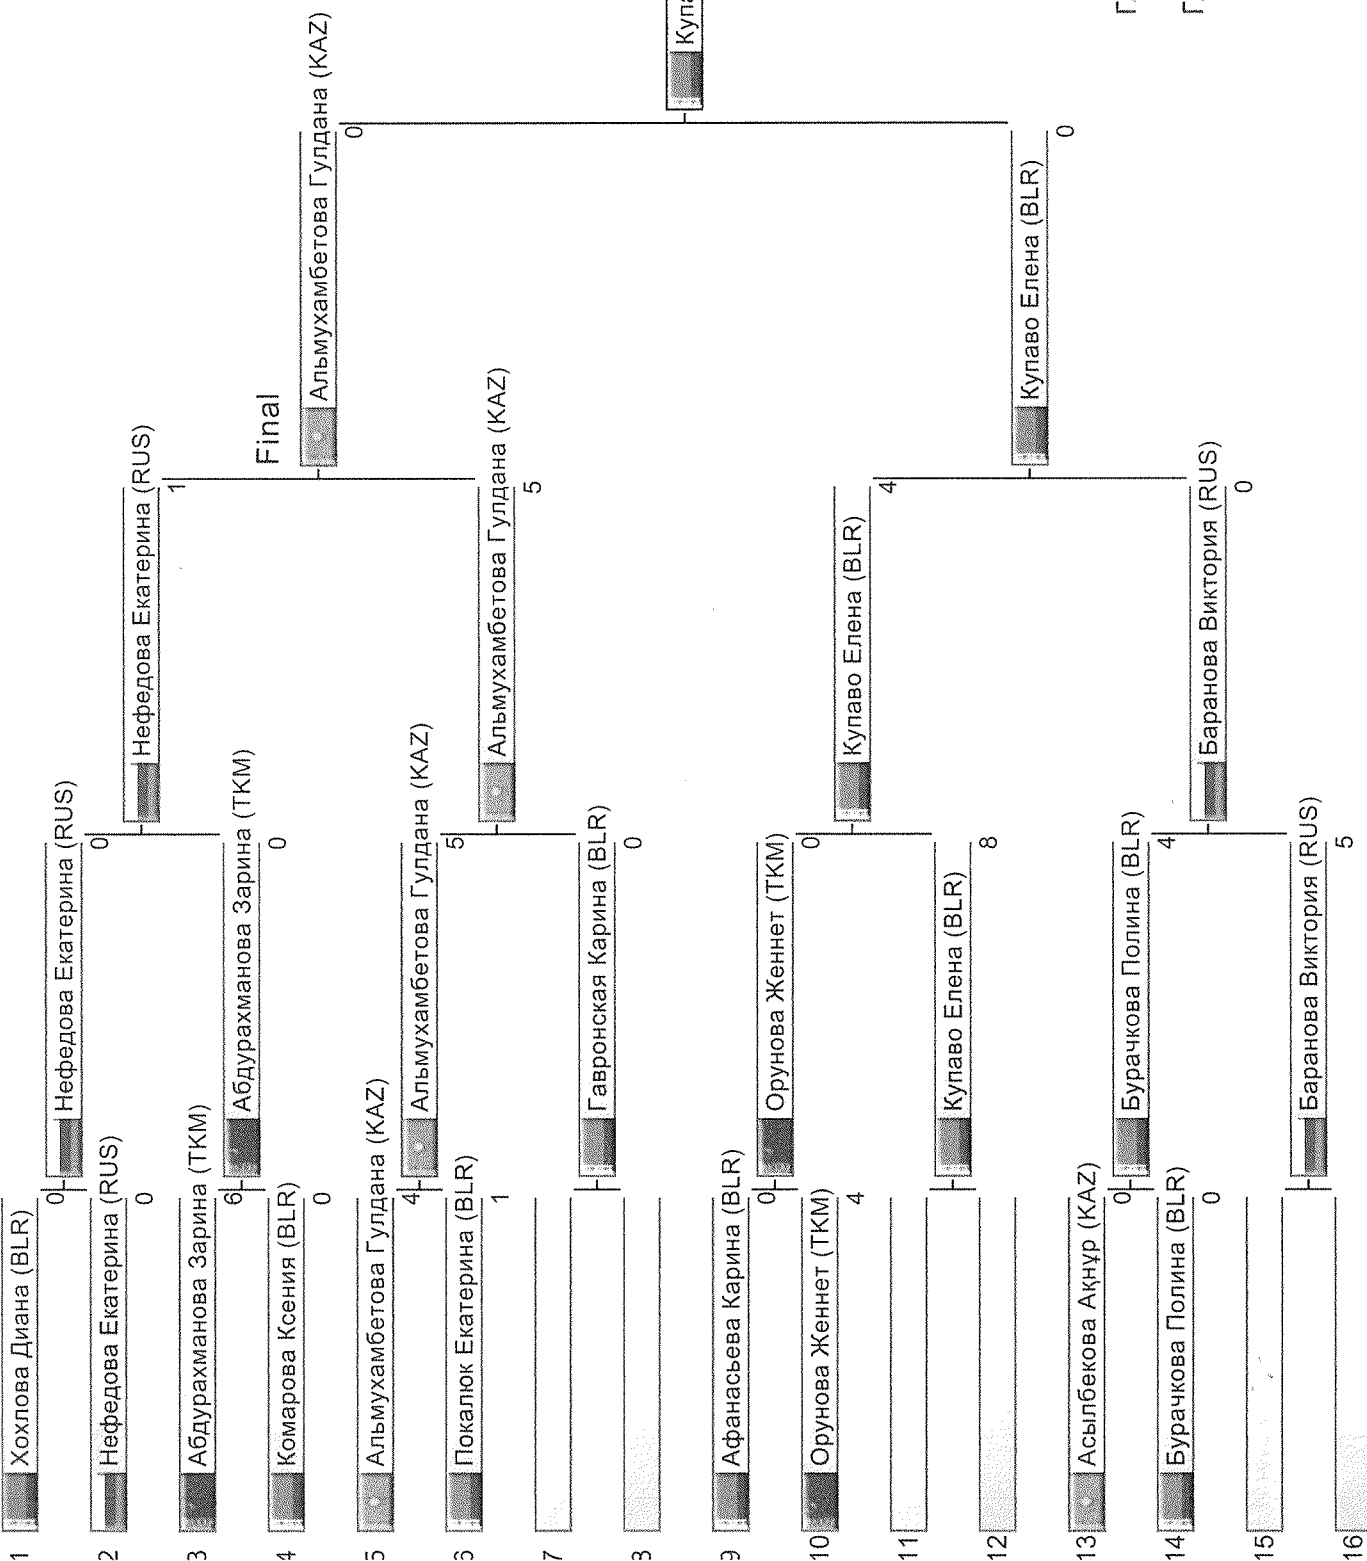 1 Хохлова Диана (BLR)
0
2 Нефедова Екатерина (RUS)
0
3 Абдурахманова Зарина (TKM)
6
4 Комарова Ксения (BLR)
0
5 Альмухамбетова Гулдана (KAZ)
4
6 Покалюк Екатерина (BLR)
1
7
8
9 Афанасьева Карина (BLR)
0
10 Орунова Женнет (TKM)
4
11
12
13 Асылбекова Ақнұр (KAZ)
0
14 Бурачкова Полина (BLR)
0
15
16
Нефедова Екатерина (RUS)
0
Абдурахманова Зарина (TKM)
0
Альмухамбетова Гулдана (KAZ)
5
Гавронская Карина (BLR)
0
Орунова Женнет (TKM)
0
Купаво Елена (BLR)
8
Бурачкова Полина (BLR)
4
Баранова Виктория (RUS)
5
Нефедова Екатерина (RUS)
1
Альмухамбетова Гулдана (KAZ)
5
Купаво Елена (BLR)
4
Баранова Виктория (RUS)
0
Final
Альмухамбетова Гулдана (KAZ)
0
Купаво Елена (BLR)
0
Купа